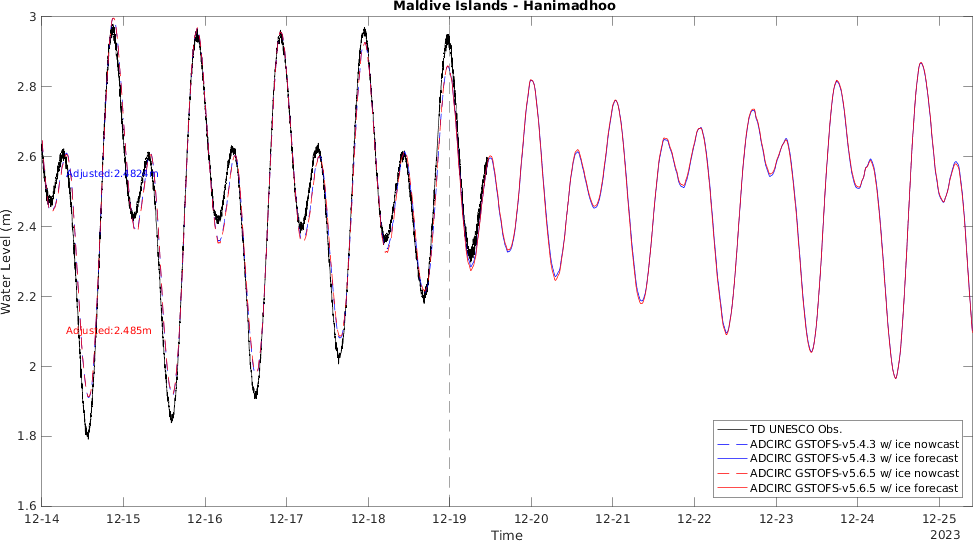 Maldive Islands - Hanimadhoo
3
2.8
2.6
2.4
2.2
2
1.8
1.6
Water Level (m)
Adjusted:2.4824m
Adjusted:2.485m
TD UNESCO Obs.
ADCIRC GSTOFS-v5.4.3 w/ ice nowcast
ADCIRC GSTOFS-v5.4.3 w/ ice forecast
ADCIRC GSTOFS-v5.6.5 w/ ice nowcast
ADCIRC GSTOFS-v5.6.5 w/ ice forecast
12-14 12-15 12-16 12-17 12-18 12-19 12-20 12-21 12-22 12-23 12-24 12-25
2023
Time